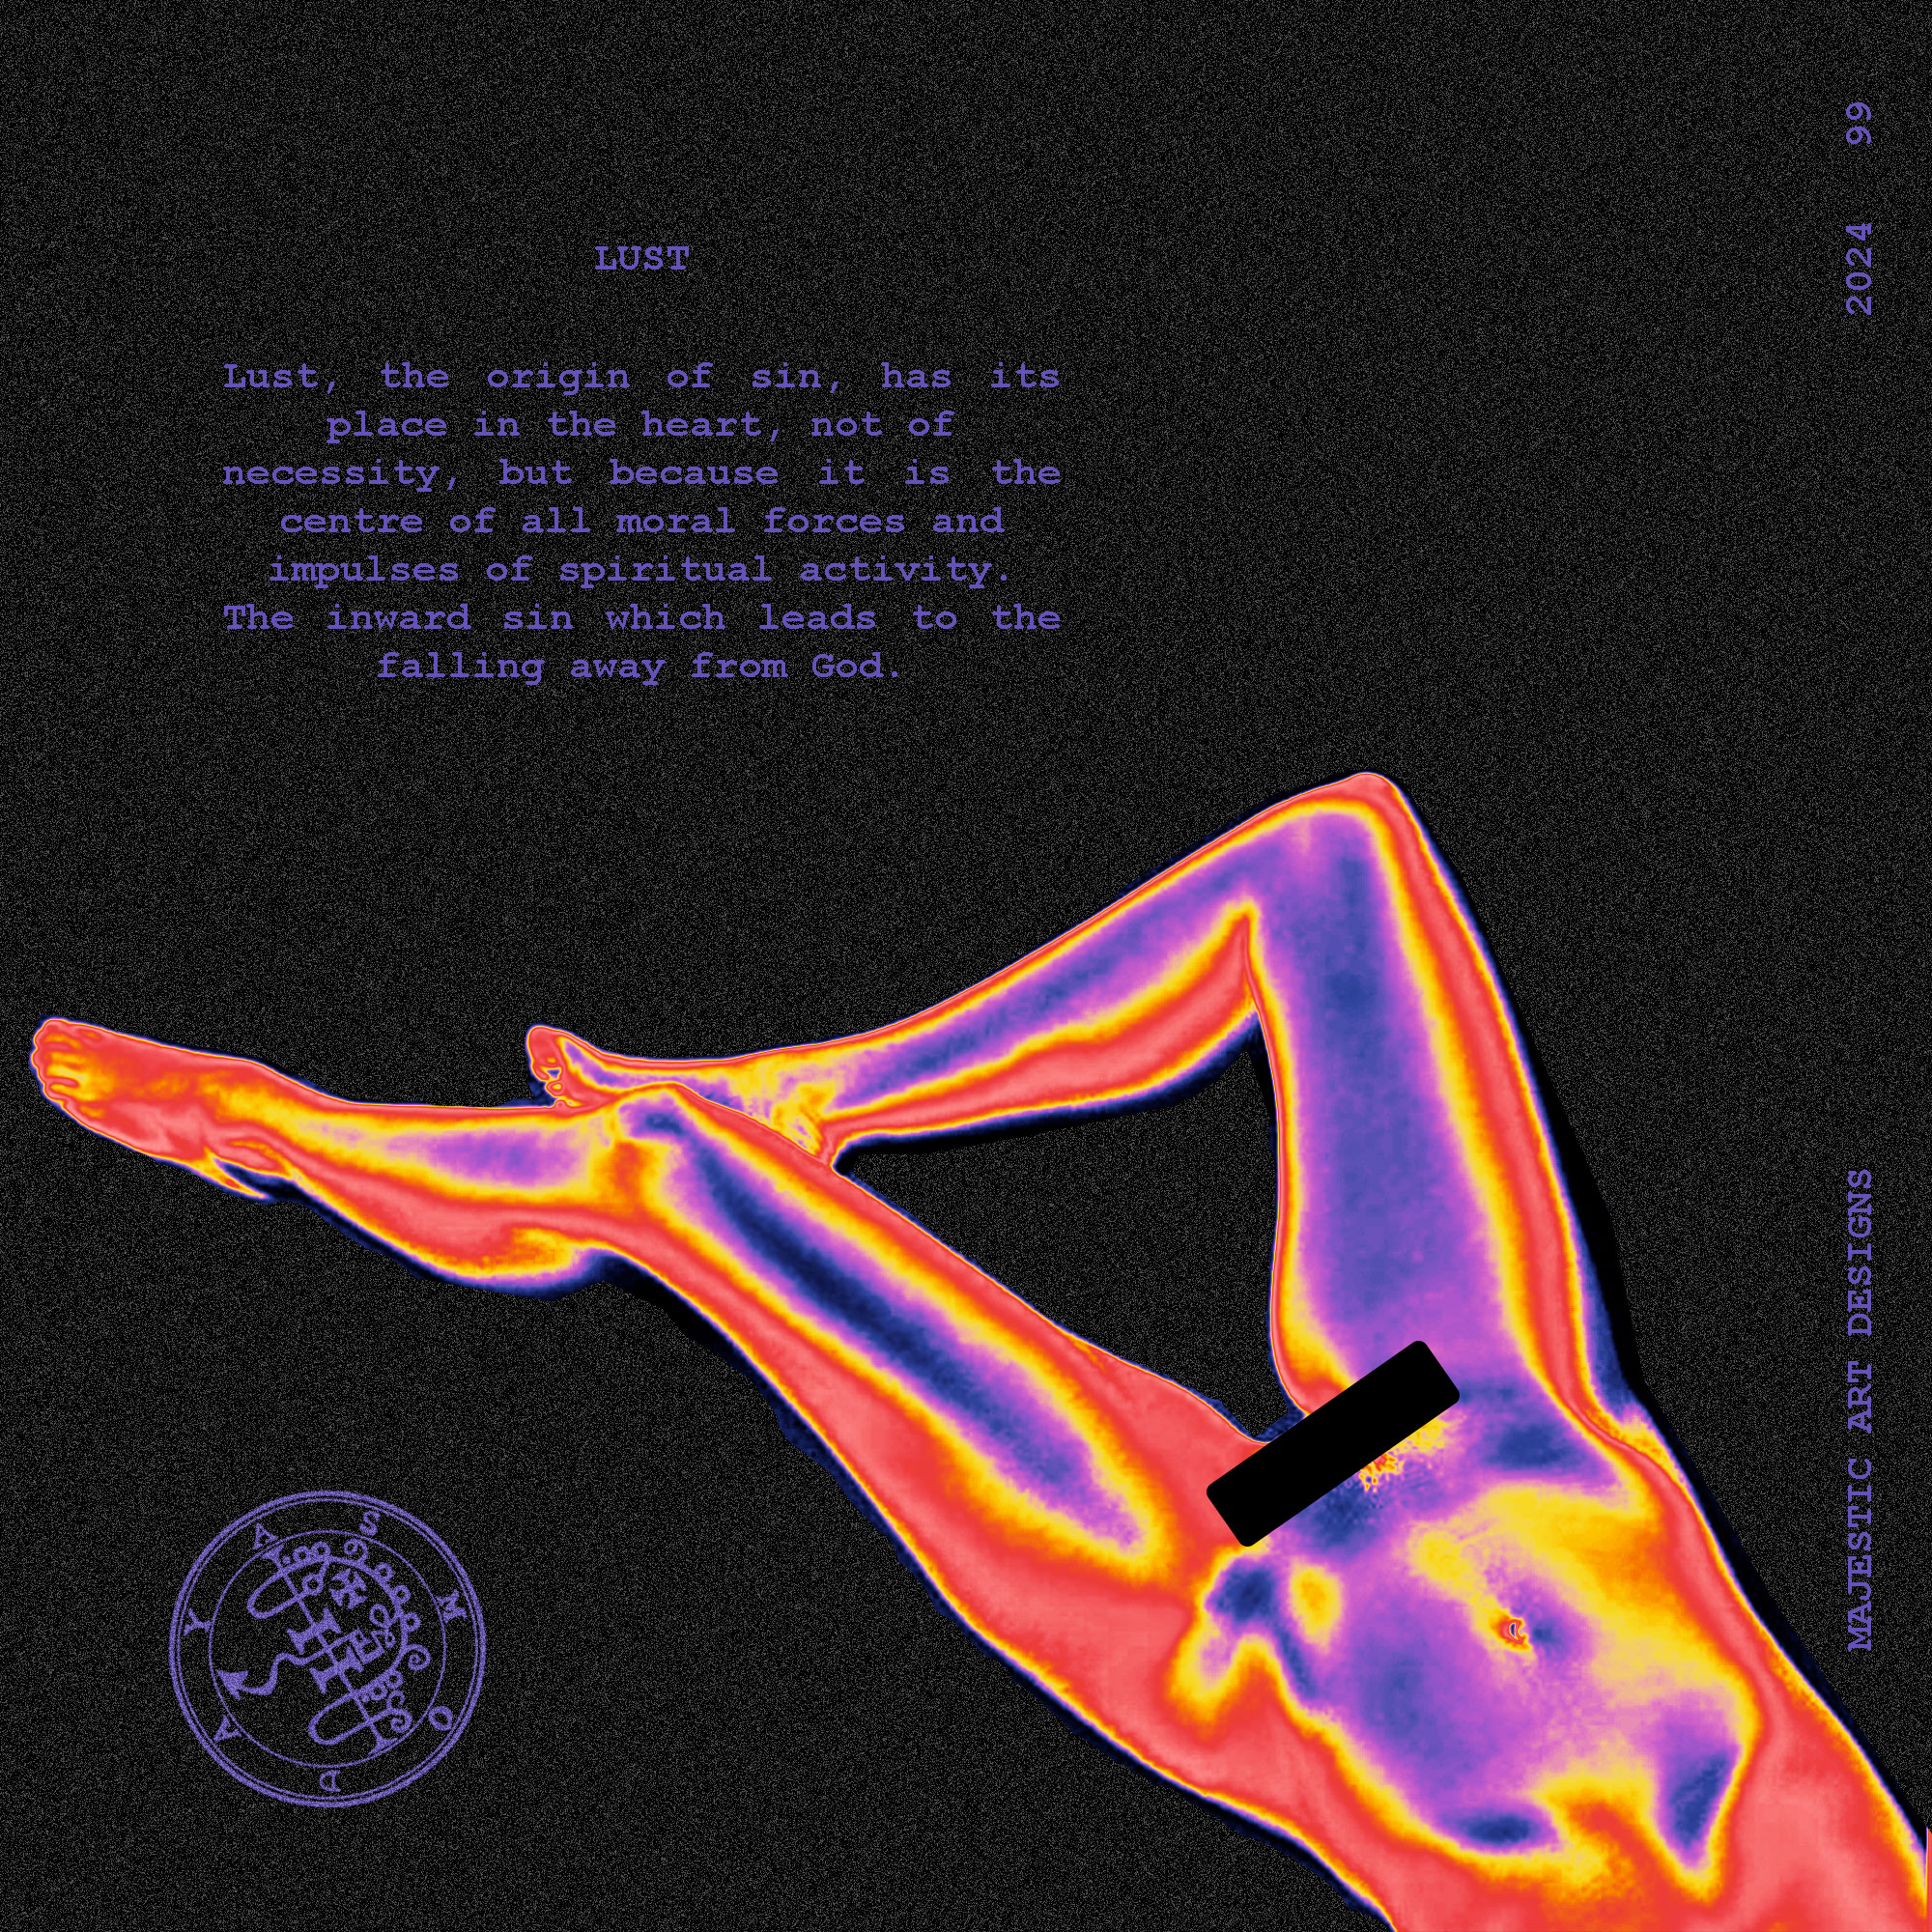 LUST
Lust, the origin of sin, has its
place in the heart, not of
necessity, but because it is the
centre of all moral forces and
impulses of spiritual activity.
The inward sin which leads to the
falling away from God.
2024 99
MAJESTIC ART DESIGNS
ASMODAY